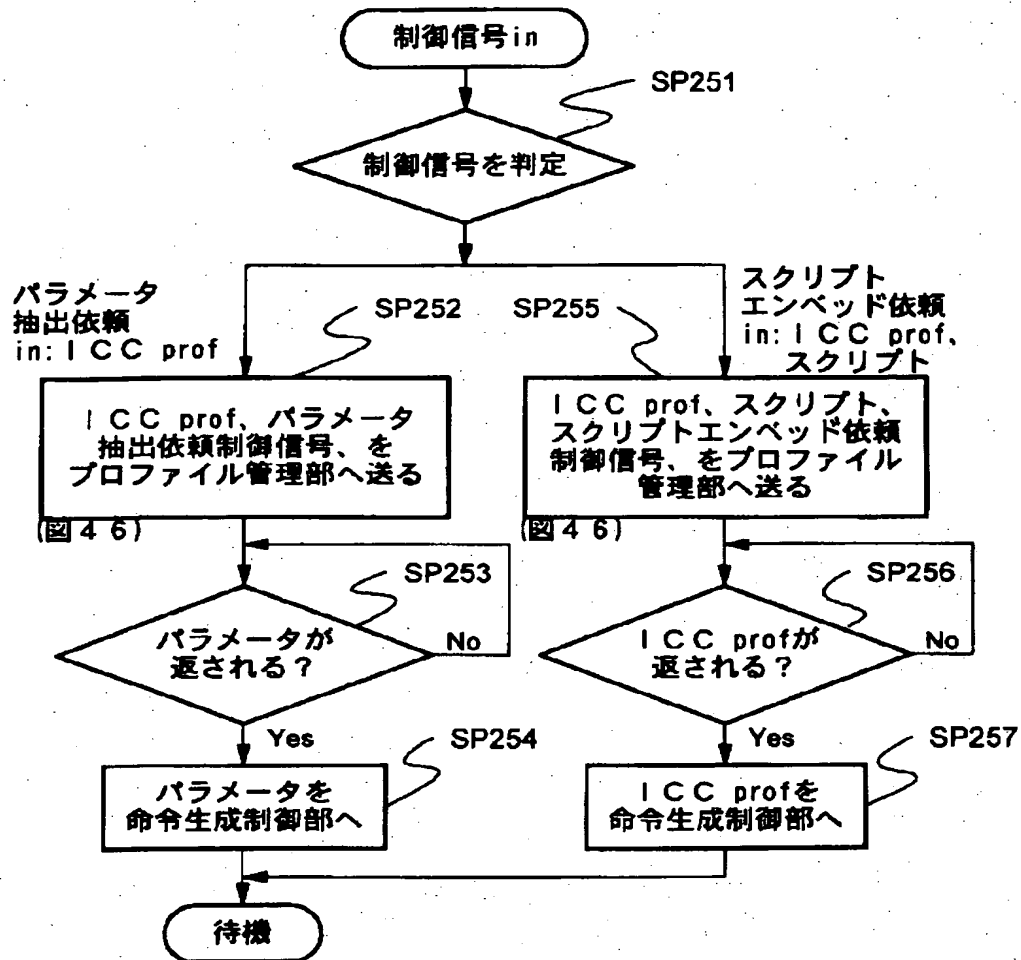 制御信号in
SP251
制御信号を判定
パラメータ
抽出依頼
in:ICC prof
SP252
SP255
スクリプト
エンベッド依頼
in:ICC prof、
スクリプト
ICC prof、パラメータ
抽出依頼制御信号、を
プロファイル管理部へ送る
(図46)
ICC prof、スクリプト、
スクリプトエンベッド依頼
制御信号、をプロファイル
管理部へ送る
(図46)
SP253
パラメータが
返される?
No
Yes
SP256
ICC profが
返される?
No
Yes
SP254
パラメータを
命令生成制御部へ
SP257
ICC profを
命令生成制御部へ
待機